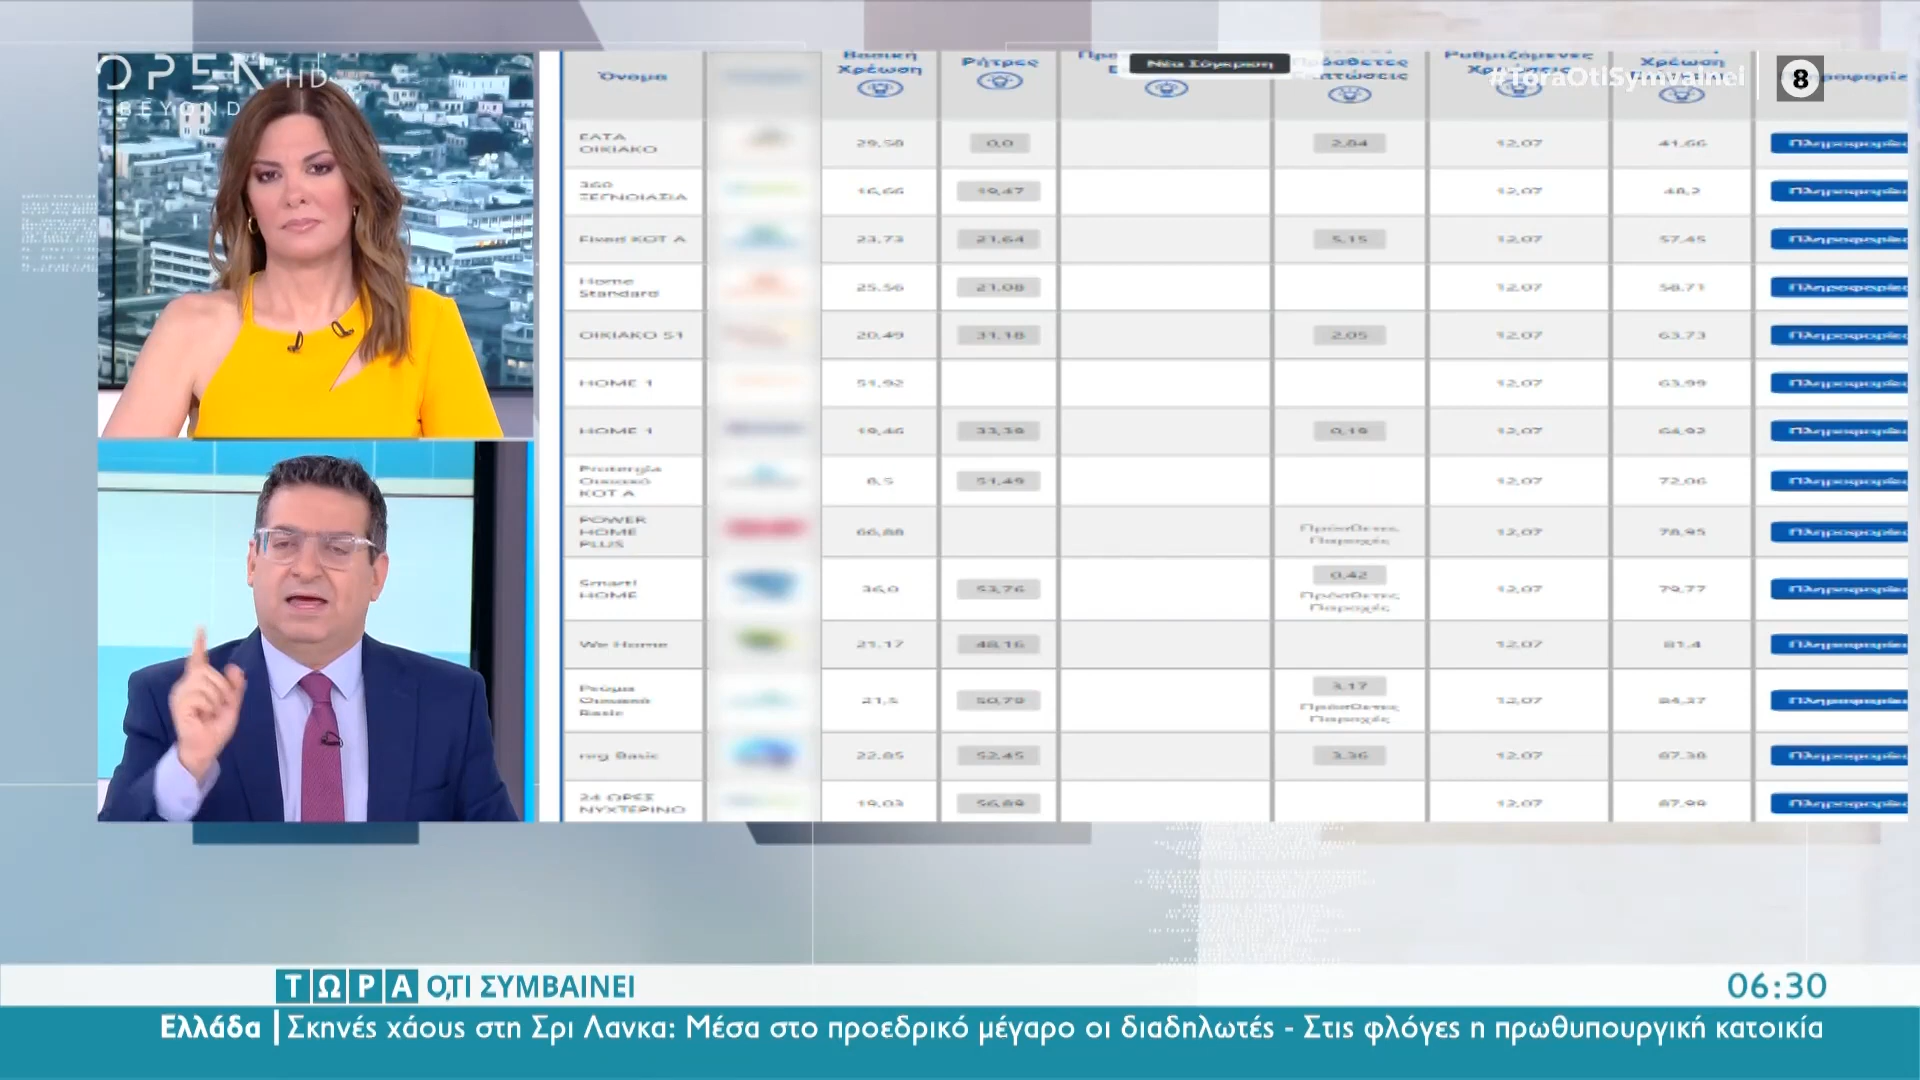 OPEN HD
BEYOND
#ToraOtiSymvainei
8
Όνομα
Βασική Χρέωση
Ρήτρες
Νέα Σύγκριση
Ρυθμιζόμενες
Χρέωση
ΕΛΤΑ ΟΙΚΙΑΚΟ 29,58 0,0 2,84 12,07 41,66
360 ΞΕΓΝΟΙΑΣΙΑ 16,66 19,47 12,07 48,2
Fixed ΚΟΤ Α 23,73 21,64 5,15 12,07 57,45
Home Standard 25,56 21,08 12,07 58,71
ΟΙΚΙΑΚΟ S1 20,49 31,18 2,05 12,07 63,73
HOME 1 51,92 12,07 63,99
HOME 1 19,46 33,39 0,19 12,07 64,92
Protergia Οικιακό ΚΟΤ Α 8,5 51,49 12,07 72,06
POWER HOME PLUS 66,88 Πρόσθετες Παροχές 12,07 78,95
Smart! HOME 36,0 53,76 0,42 Πρόσθετες Παροχές 12,07 79,77
We Home 21,17 48,16 12,07 81,4
Ρεύμα Οικιακό Basic 21,5 50,79 3,17 Πρόσθετες Παροχές 12,07 84,37
nrg Basic 22,85 52,45 3,36 12,07 87,38
24 ΩΡΕΣ ΝΥΧΤΕΡΙΝΟ 19,03 56,89 12,07 87,99
ΤΩΡΑ Ο,ΤΙ ΣΥΜΒΑΙΝΕΙ
06:30
Ελλάδα | Σκηνές χάους στη Σρι Λανκα: Μέσα στο προεδρικό μέγαρο οι διαδηλωτές - Στις φλόγες η πρωθυπουργική κατοικία